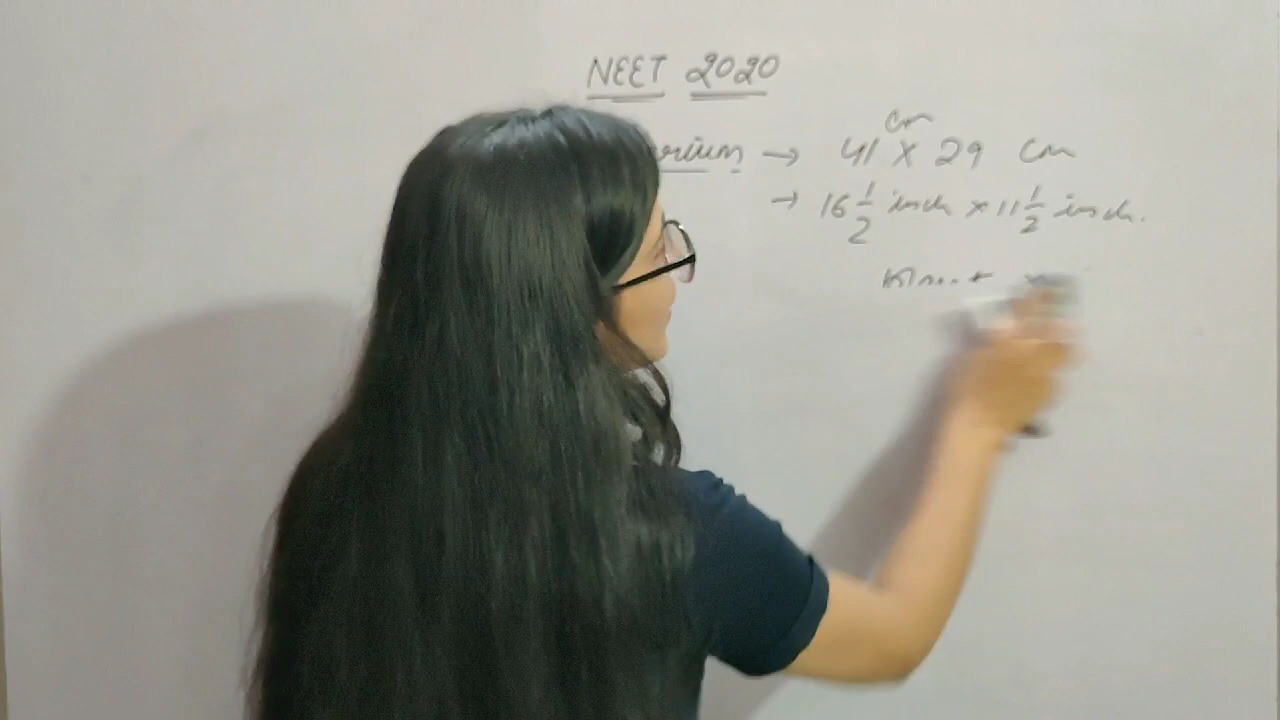 NEET 2020
rium → 41 cm X 29 cm
→ 16 1/2 inch × 11 1/2 inch.